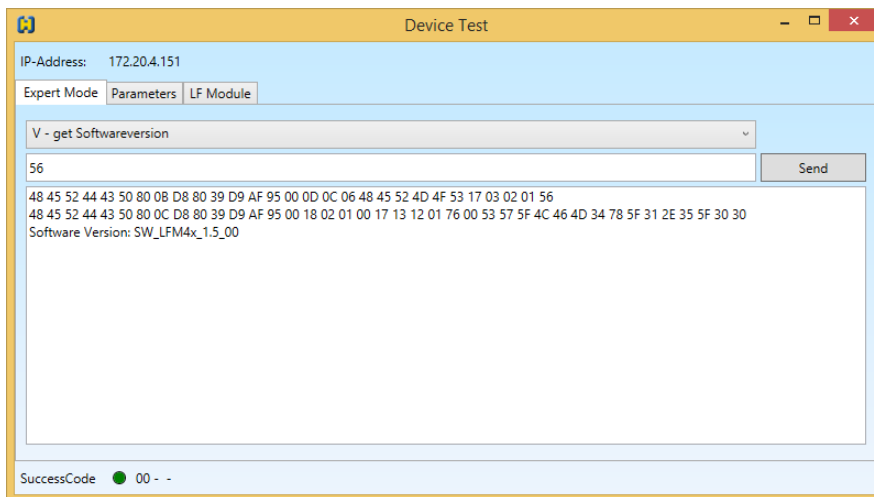 Device Test
IP-Address: 172.20.4.151
Expert Mode Parameters LF Module
V - get Softwareversion
56 Send
48 45 52 44 43 50 80 0B D8 80 39 D9 AF 95 00 0D 0C 06 48 45 52 4D 4F 53 17 03 02 01 56
48 45 52 44 43 50 80 0C D8 80 39 D9 AF 95 00 18 02 01 00 17 13 12 01 76 00 53 57 5F 4C 46 4D 34 78 5F 31 2E 35 5F 30 30
Software Version: SW_LFM4x_1.5_00
SuccessCode 00 - -